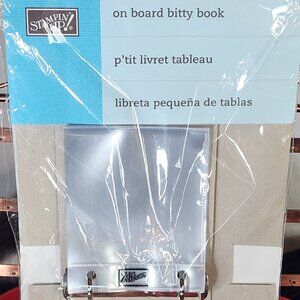 STAMPIN' UP!
on board bitty book
p'tit livret tableau
libreta pequeña de tablas